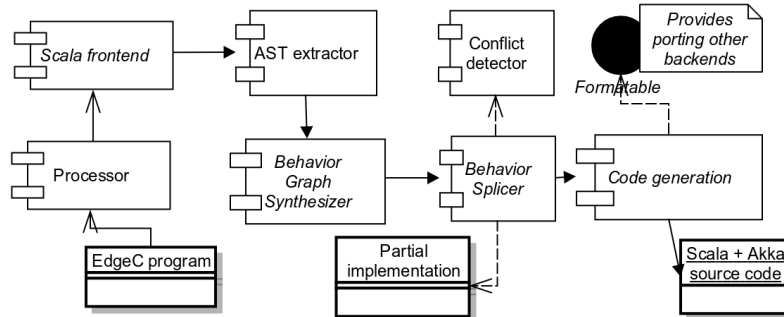 Scala frontend
AST extractor
Conflict
detector
Provides
porting other
backends
Formatable
Processor
Behavior
Graph
Synthesizer
Behavior
Splicer
Code generation
EdgeC program
Partial
implementation
Scala + Akka
source code